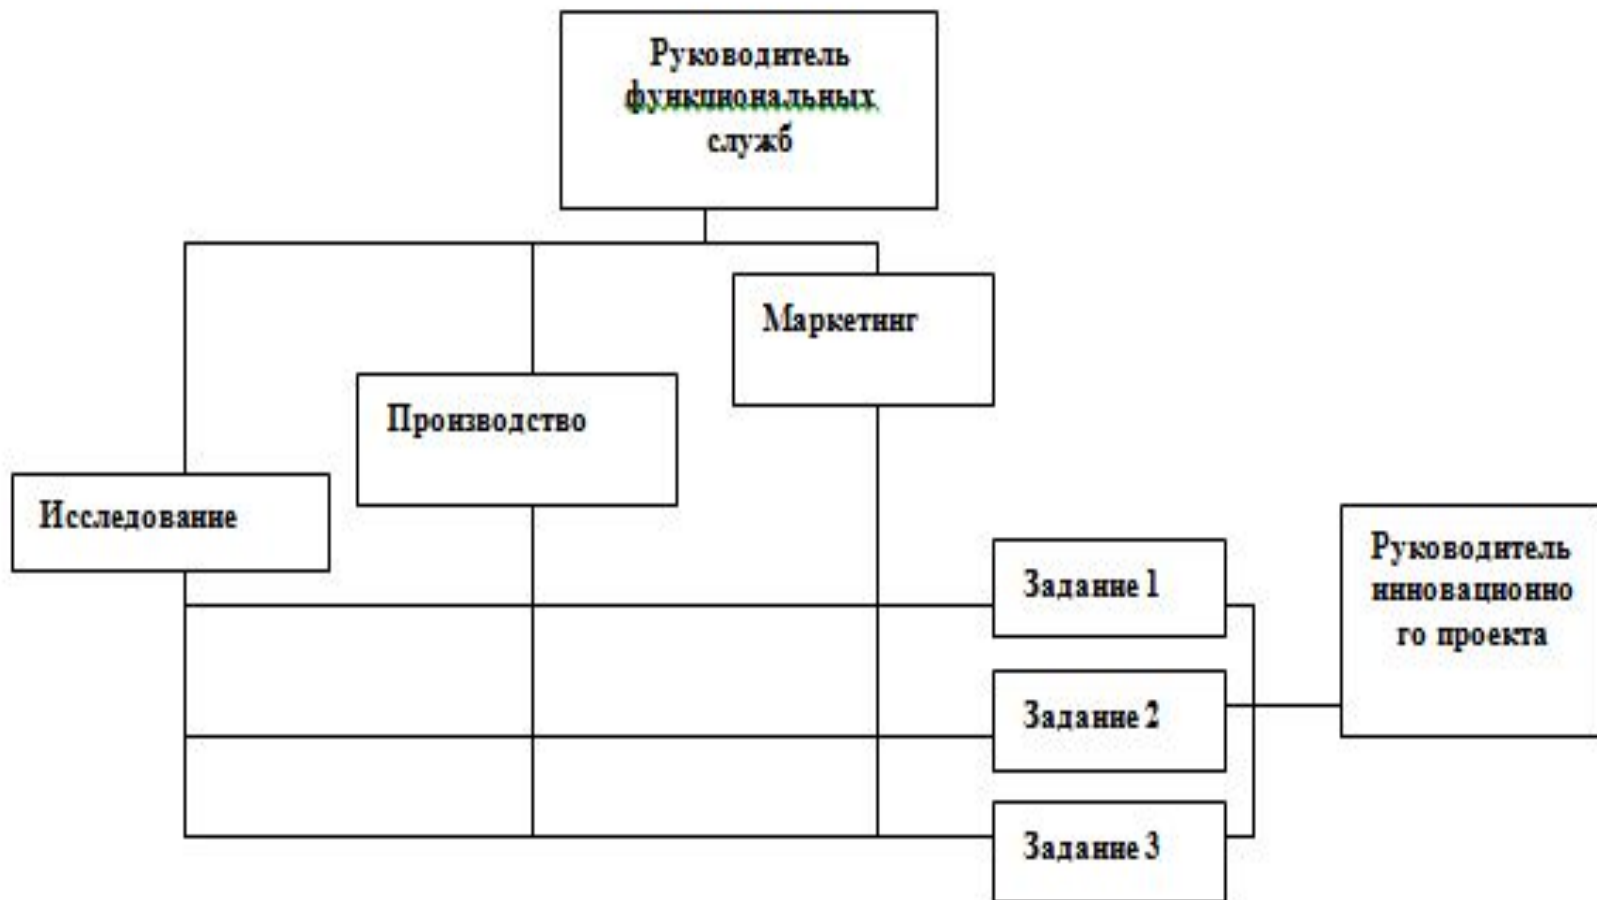 Руководитель
функциональных
служб
Маркетинг
Производство
Исследование
Задание 1
Задание 2
Задание 3
Руководитель
инновационно
го проекта